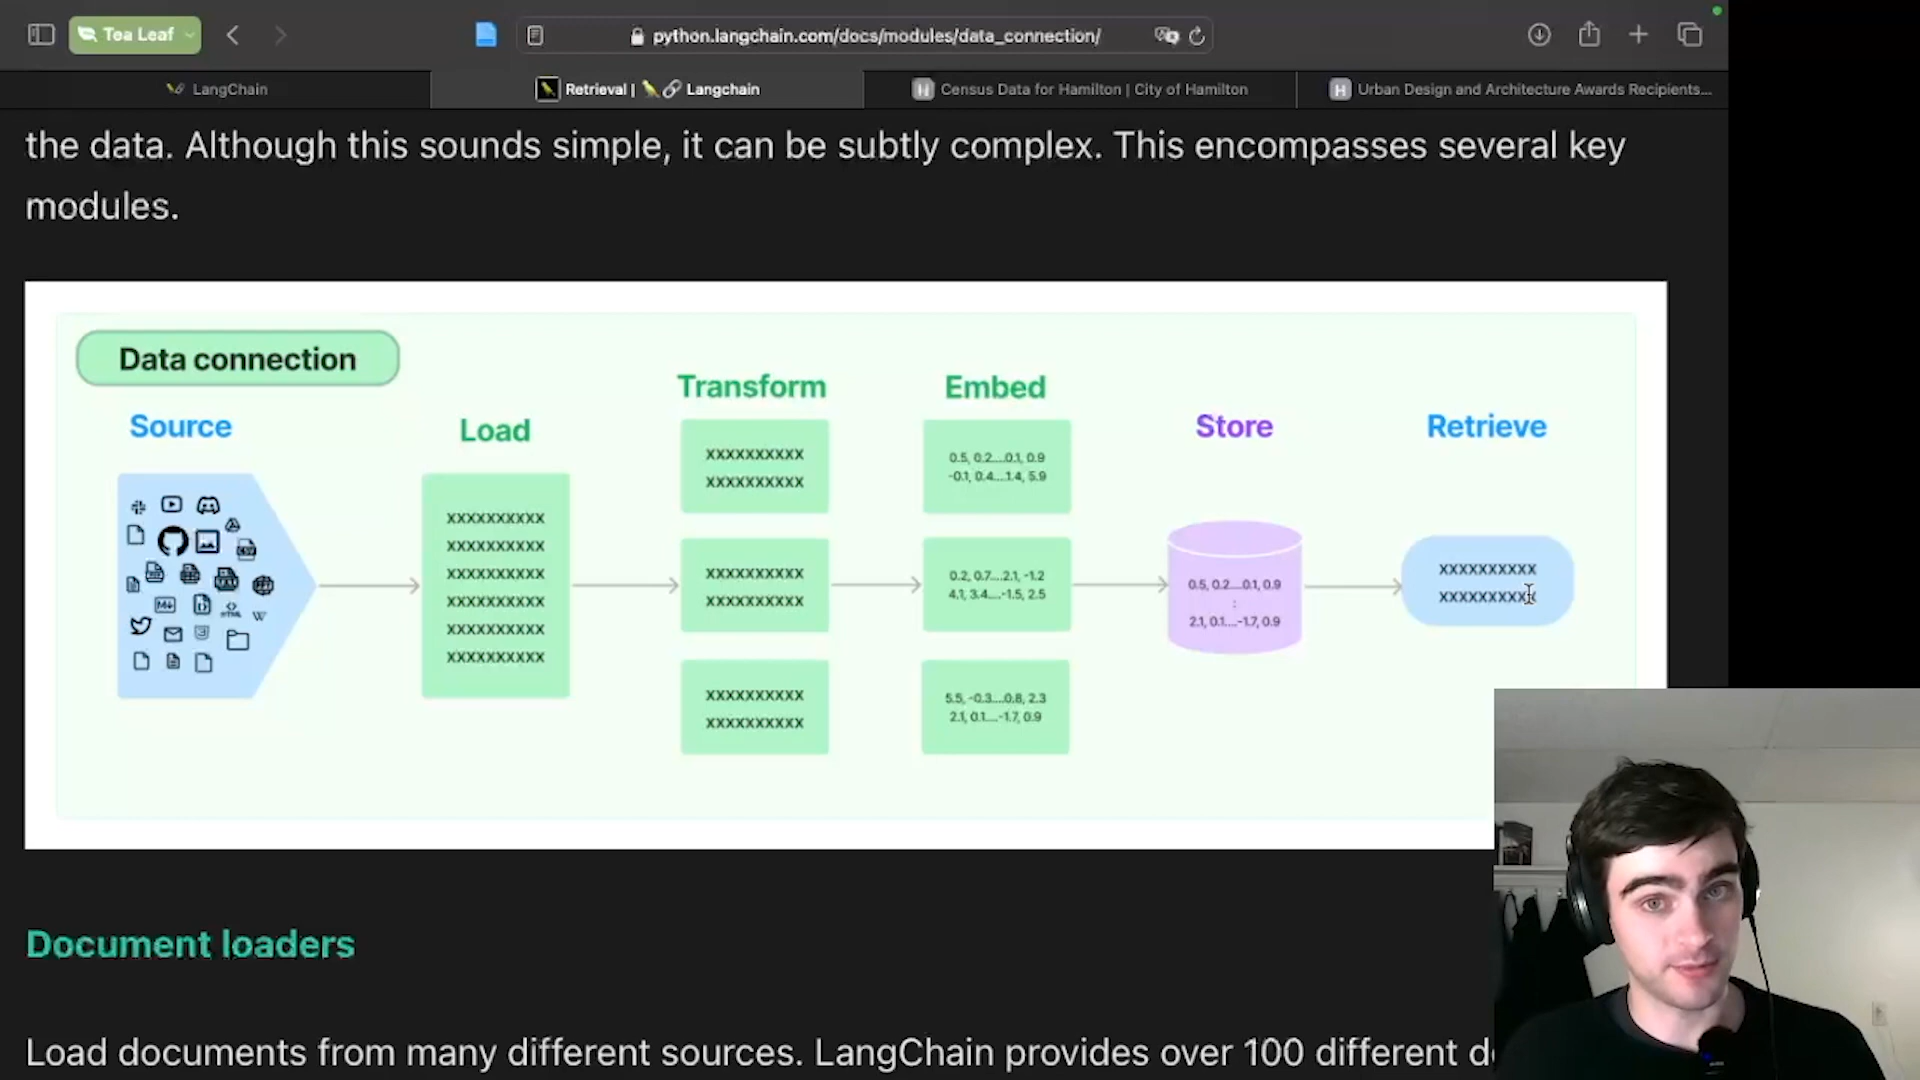 Tea Leaf
python.langchain.com/docs/modules/data_connection/
LangChain
Retrieval | Langchain
Census Data for Hamilton | City of Hamilton
Urban Design and Architecture Awards Recipients...
the data. Although this sounds simple, it can be subtly complex. This encompasses several key
modules.
Data connection
Source
Load
Transform
Embed
Store
Retrieve
XXXXXXXXXX
XXXXXXXXXX
XXXXXXXXXX
XXXXXXXXXX
XXXXXXXXXX
XXXXXXXXXX
XXXXXXXXXX
XXXXXXXXXX
XXXXXXXXXX
XXXXXXXXXX
XXXXXXXXXX
XXXXXXXXXX
0.5, 0.2....0.1, 0.9
-0.1, 0.4....1.4, 5.9
0.2, 0.7....2.1, -1.2
4.1, 3.4....-1.5, 2.5
5.5, -0.3....0.8, 2.3
2.1, 0.1....-1.7, 0.9
0.5, 0.2....0.1, 0.9
:
2.1, 0.1....-1.7, 0.9
XXXXXXXXXX
XXXXXXXXXX
Document loaders
Load documents from many different sources. LangChain provides over 100 different d